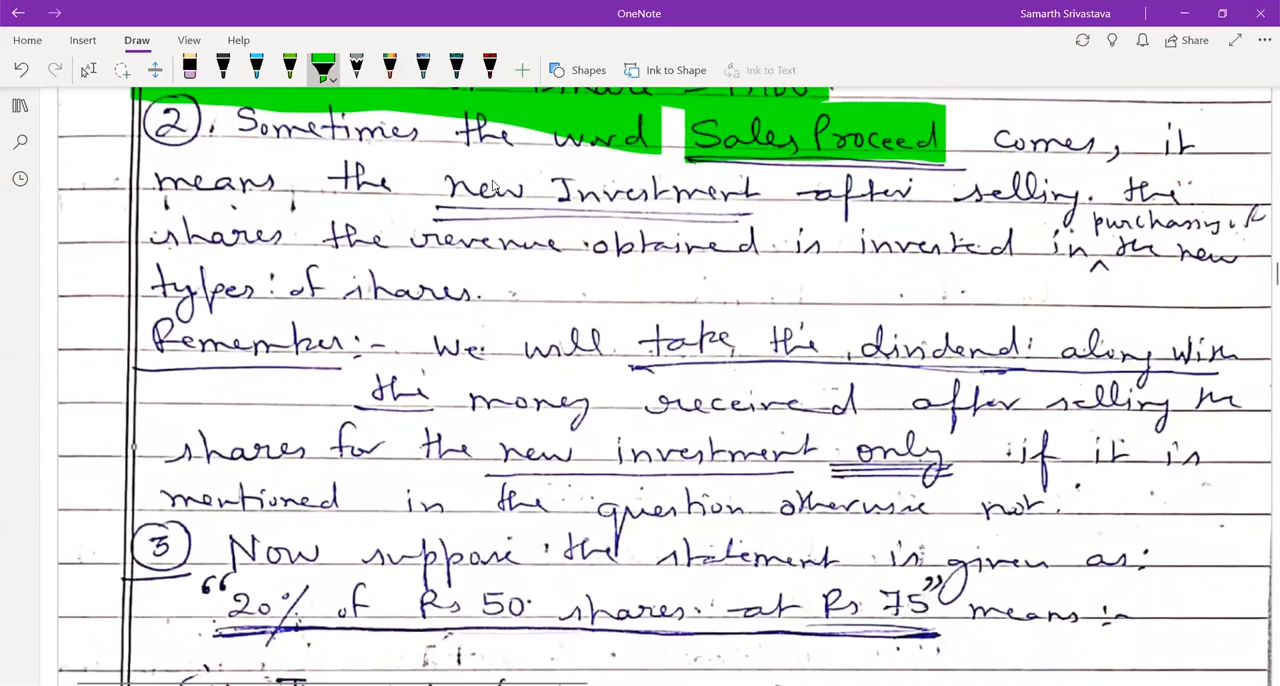 OneNote
Samarth Srivastava
Home Insert Draw View Help
Share
Shapes Ink to Shape Ink to Text
2. Sometimes the word Sales Proceed comes, it
means the new Investment after selling the
purchasing of
shares the revenue obtained is invested in the new
types of shares.
Remember:- We will take the dividend along with
the money received after selling the
shares for the new investment only if it is
mentioned in the question otherwise not.
3 Now suppose the statement is given as:
"20% of Rs 50 shares at Rs 75" means:-